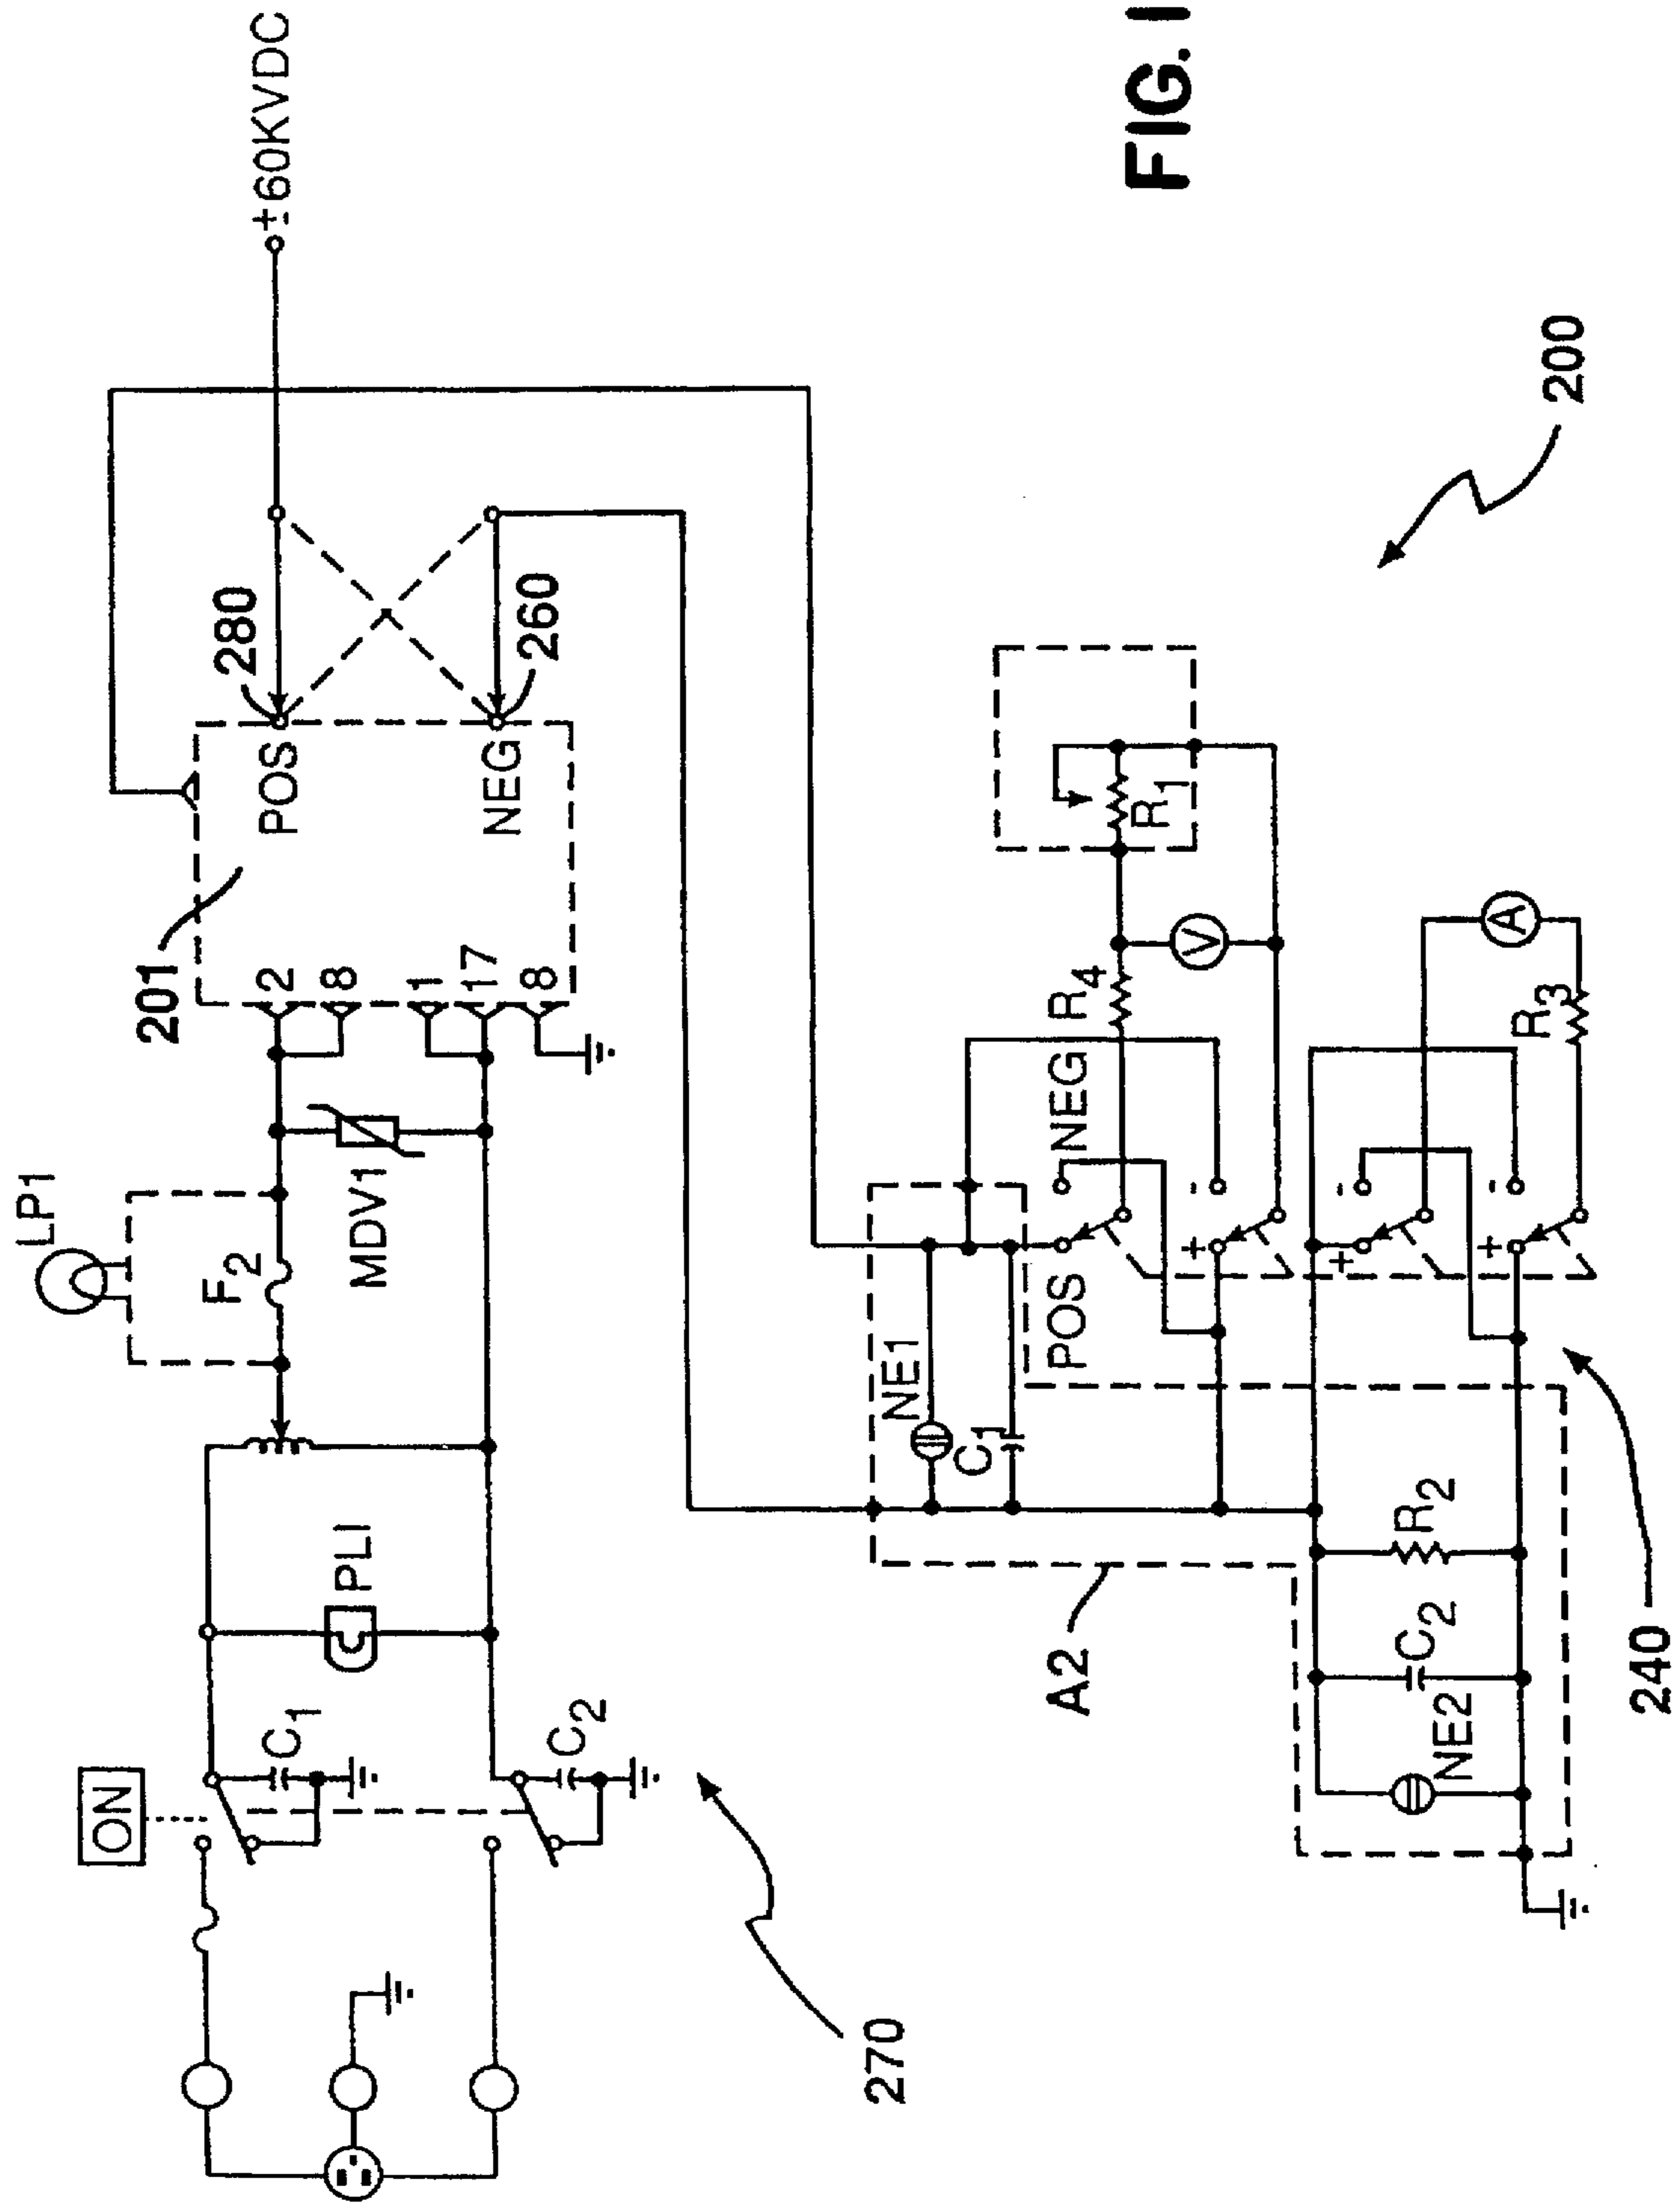 ±60KVDC
LP1
F2
MDV1
201
280
260
2
8
1
17
8
POS
NEG
ON
C1
C2
PLI
270
FIG. 1
200
NE1
C1
POS
NEG
R4
R1
V
A
R3
+
-
+
-
+
-
A2
R2
C2
NE2
240